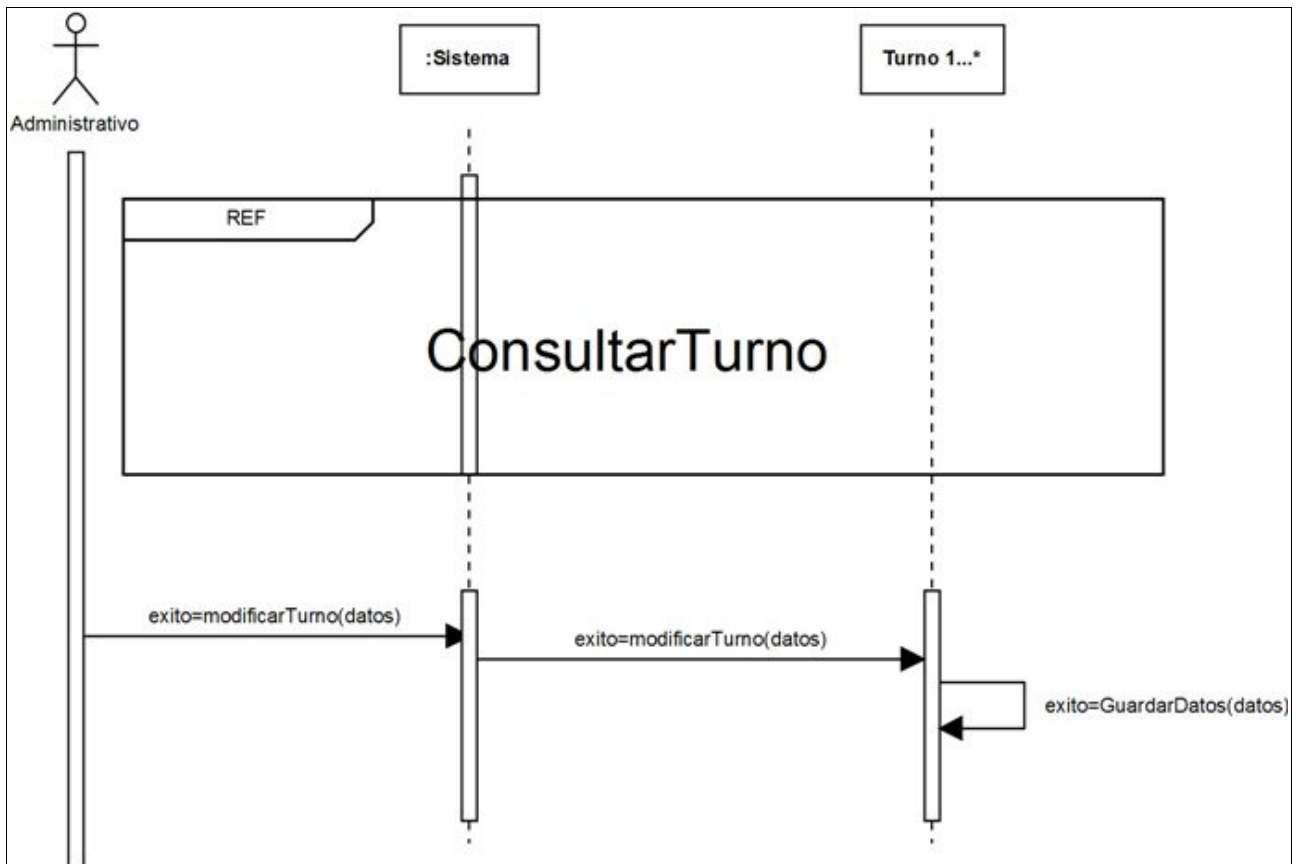 :Sistema
Turno 1...*
Administrativo
REF
ConsultarTurno
exito=modificarTurno(datos)
exito=modificarTurno(datos)
exito=GuardarDatos(datos)